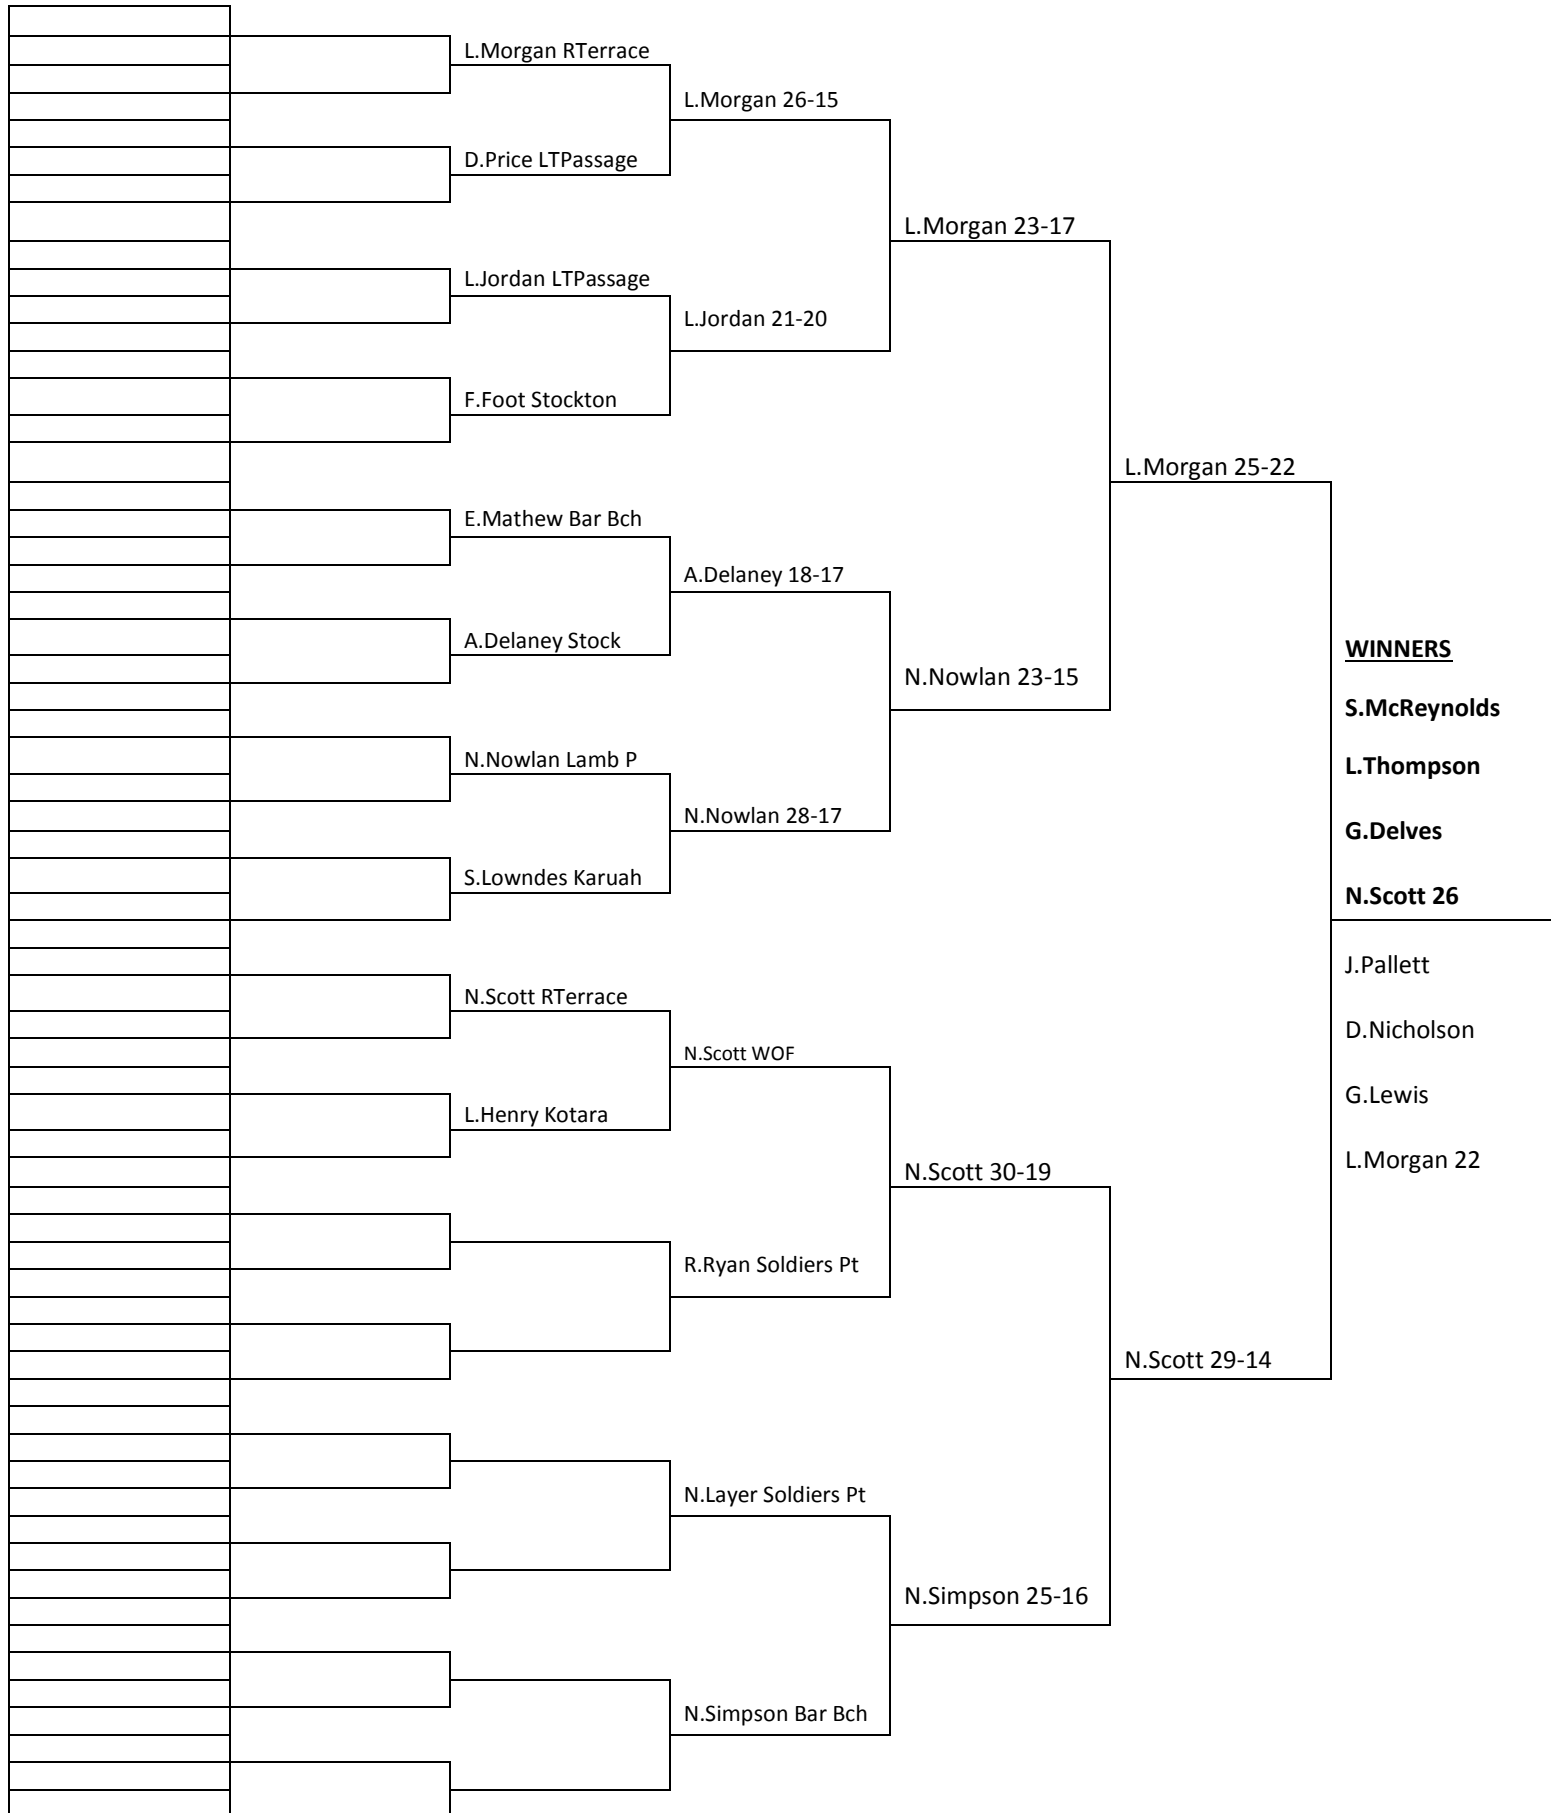 L.Morgan RTerrace
L.Morgan 26-15
D.Price LTPassage
L.Morgan 23-17
L.Jordan LTPassage
L.Jordan 21-20
F.Foot Stockton
L.Morgan 25-22
E.Mathew Bar Bch
A.Delaney 18-17
A.Delaney Stock
WINNERS
N.Nowlan 23-15
S.McReynolds
N.Nowlan Lamb P
L.Thompson
N.Nowlan 28-17
G.Delves
S.Lowndes Karuah
N.Scott 26
J.Pallett
N.Scott RTerrace
D.Nicholson
N.Scott WOF
G.Lewis
L.Henry Kotara
L.Morgan 22
N.Scott 30-19
R.Ryan Soldiers Pt
N.Scott 29-14
N.Layer Soldiers Pt
N.Simpson 25-16
N.Simpson Bar Bch